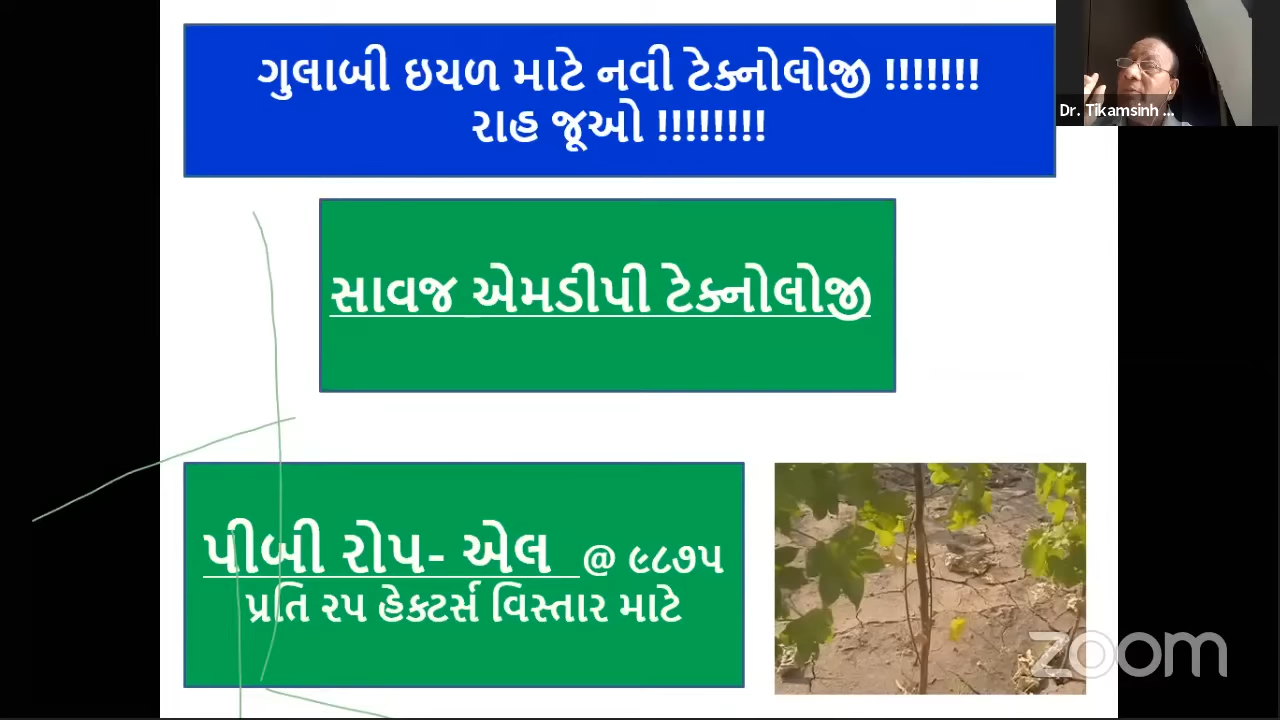 ગુલાબી ઇયળ માટે નવી ટેક્નોલોજી !!!!!!!
રાહ જૂઓ !!!!!!!!
Dr. Tikamsinh ...
સાવજ એમડીપી ટેક્નોલોજી
પીબી રોપ- એલ @ ૯૮૭૫
પ્રતિ ૨૫ હેક્ટર્સ વિસ્તાર માટે
zoom